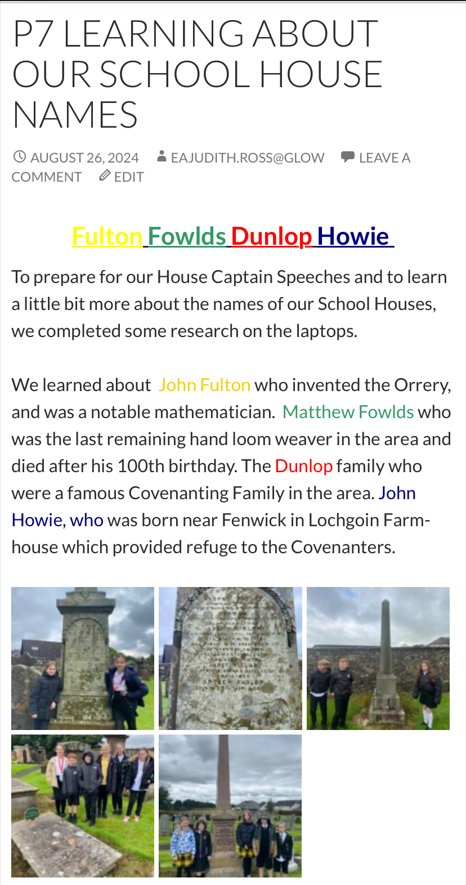 P7 LEARNING ABOUT
OUR SCHOOL HOUSE
NAMES
AUGUST 26, 2024 EAJUDITH.ROSS@GLOW LEAVE A
COMMENT EDIT
Fulton Fowlds Dunlop Howie
To prepare for our House Captain Speeches and to learn
a little bit more about the names of our School Houses,
we completed some research on the laptops.
We learned about John Fulton who invented the Orrery,
and was a notable mathematician. Matthew Fowlds who
was the last remaining hand loom weaver in the area and
died after his 100th birthday. The Dunlop family who
were a famous Covenanting Family in the area. John
Howie, who was born near Fenwick in Lochgoin Farm-
house which provided refuge to the Covenanters.